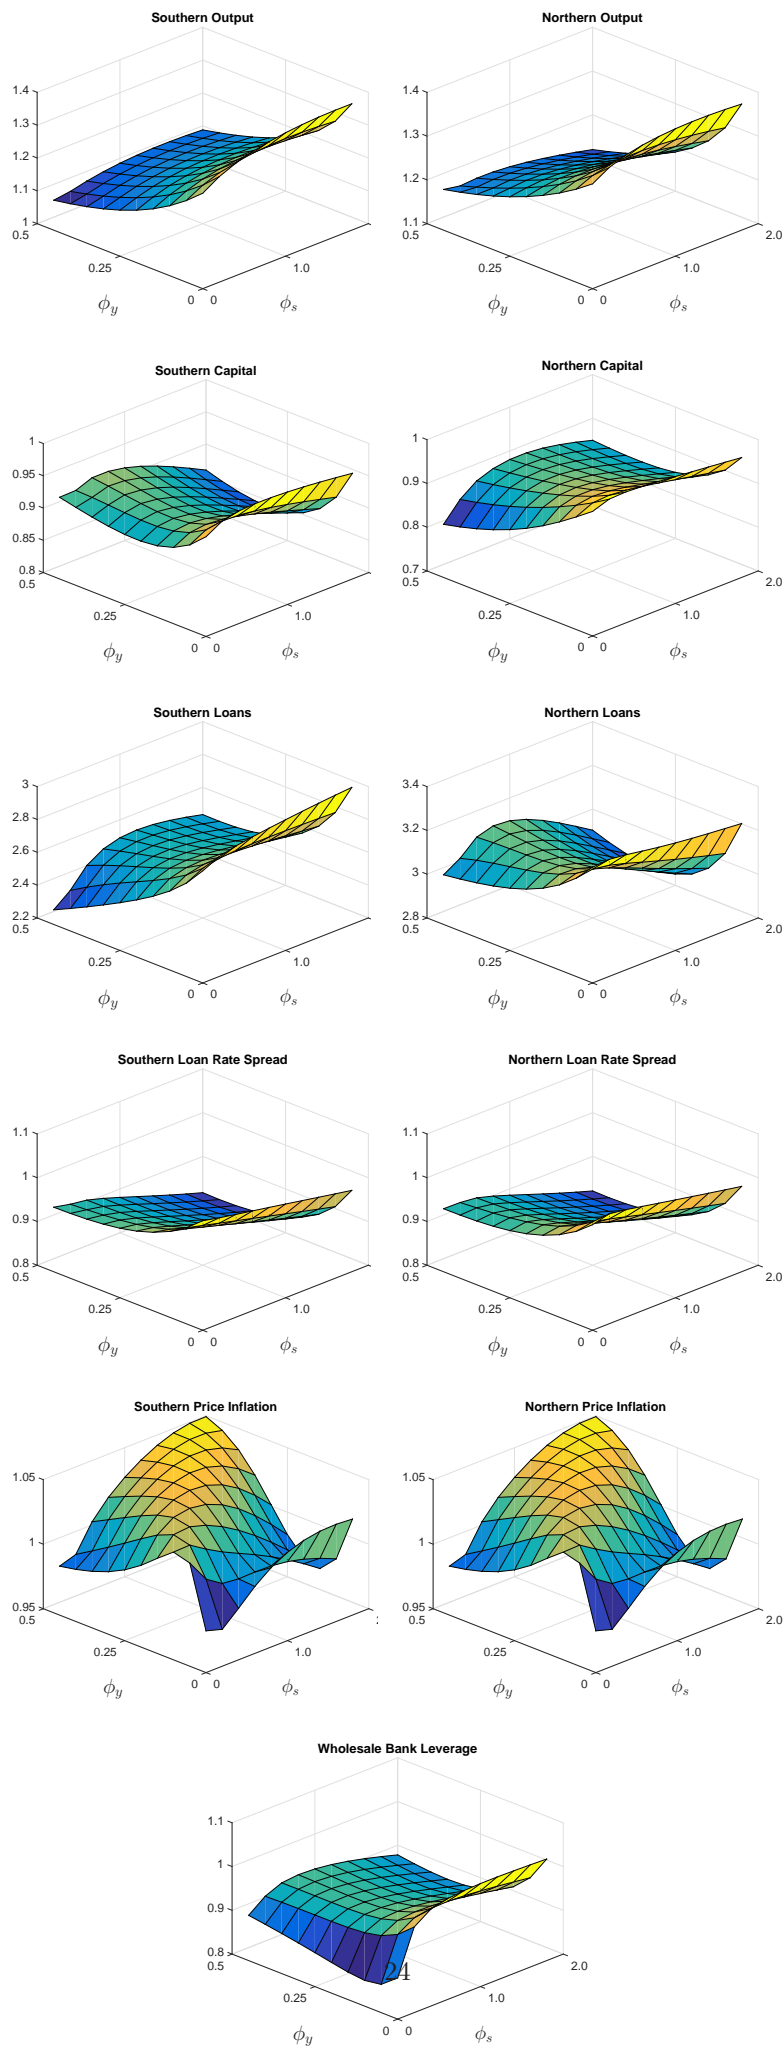 Southern Output Northern Output
1.4 1.4
1.3
1.3
1.2
1.2
1.1
1 1.1
0.5 0.5 2.0
0.25 1.0 0.25 1.0
0 0 0 0
ϕy ϕs ϕy ϕs
Southern Capital Northern Capital
1 1
0.95
0.9
0.9
0.8
0.85
0.8 0.7
0.5 0.5 2.0
0.25 1.0 0.25 1.0
0 0 0 0
ϕy ϕs ϕy ϕs
Southern Loans Northern Loans
3 3.4
2.8
3.2
2.6
3
2.4
2.2 2.8
0.5 0.5 2.0
0.25 1.0 0.25 1.0
0 0 0 0
ϕy ϕs ϕy ϕs
Southern Loan Rate Spread Northern Loan Rate Spread
1.1 1.1
1 1
0.9 0.9
0.8 0.8
0.5 0.5 2.0
0.25 1.0 0.25 1.0
0 0 0 0
ϕy ϕs ϕy ϕs
Southern Price Inflation Northern Price Inflation
1.05 1.05
1 1
0.95 0.95
0.5 0.5 2.0
0.25 1.0 0.25 1.0
0 0 0 0
ϕy ϕs ϕy ϕs
Wholesale Bank Leverage
1.1
1
0.9
0.8
0.5 2.0
24
0.25 1.0
0 0
ϕy ϕs